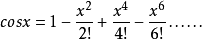 cosx = 1 − x²/2! + x⁴/4! − x⁶/6! ……